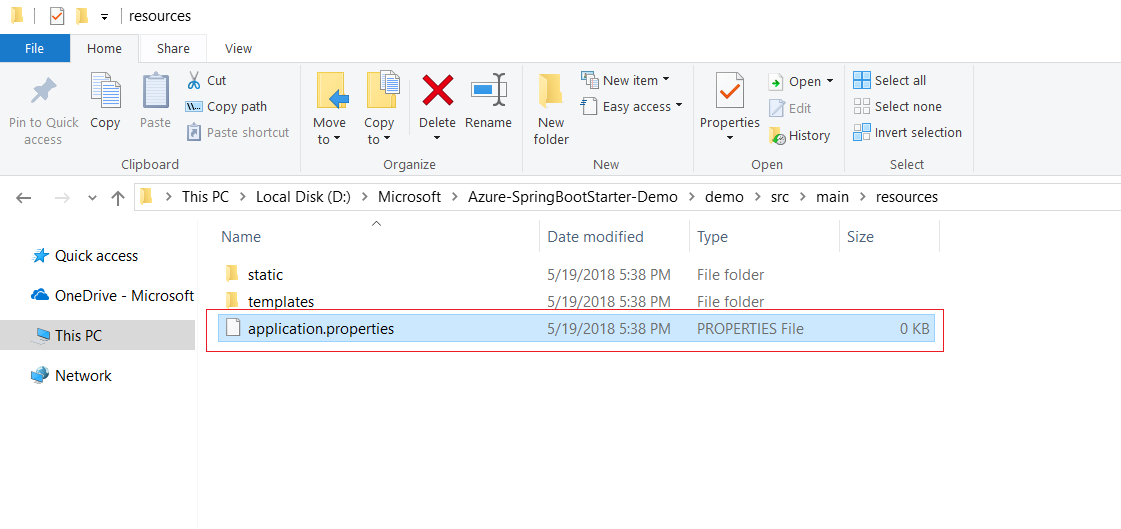 resources
File Home Share View
Pin to Quick access
Copy
Paste
Cut
Copy path
Paste shortcut
Clipboard
Move to
Copy to
Delete
Rename
Organize
New folder
New item
Easy access
New
Properties
Open
Edit
History
Open
Select all
Select none
Invert selection
Select
This PC Local Disk (D:) Microsoft Azure-SpringBootStarter-Demo demo src main resources
Quick access
OneDrive - Microsoft
This PC
Network
Name Date modified Type Size
static 5/19/2018 5:38 PM File folder
templates 5/19/2018 5:38 PM File folder
application.properties 5/19/2018 5:38 PM PROPERTIES File 0 KB